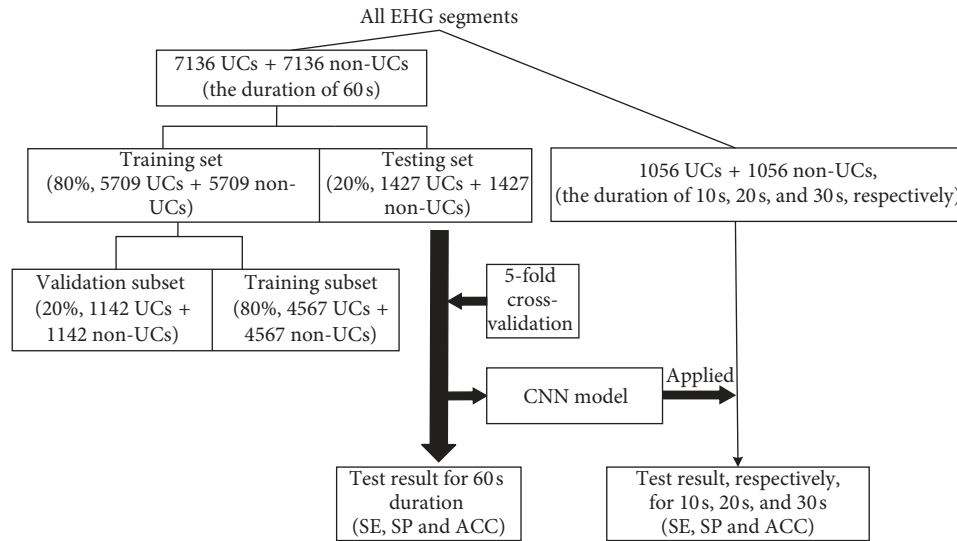 All EHG segments
7136 UCs + 7136 non-UCs
(the duration of 60 s)
Training set
(80%, 5709 UCs + 5709 non-
UCs)
Testing set
(20%, 1427 UCs + 1427
non-UCs)
1056 UCs + 1056 non-UCs,
(the duration of 10 s, 20 s, and 30 s, respectively)
Validation subset
(20%, 1142 UCs +
1142 non-UCs)
Training subset
(80%, 4567 UCs +
4567 non-UCs)
5-fold
cross-
validation
CNN model
Applied
Test result for 60 s
duration
(SE, SP and ACC)
Test result, respectively,
for 10 s, 20 s, and 30 s
(SE, SP and ACC)